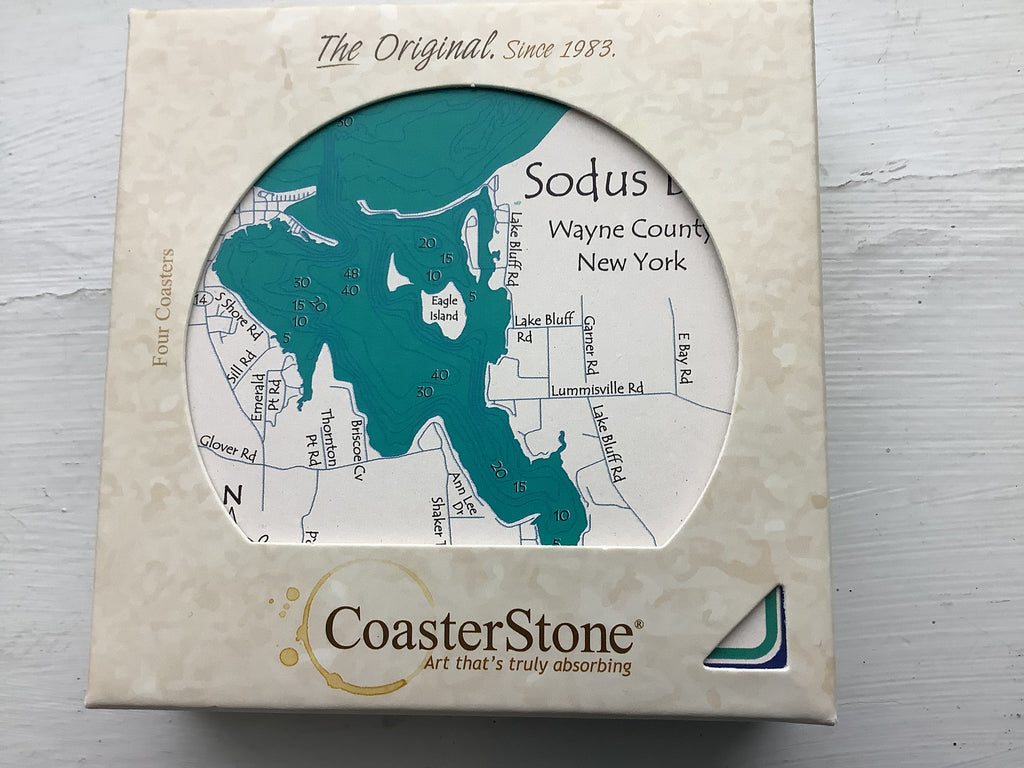 The Original. Since 1983.
Four Coasters
30
Sodus
Wayne County
New York
Lake Bluff Rd
20
15
10
5
48
40
30
15
20
10
5
Eagle
Island
14
S Shore Rd
Sill Rd
Emerald
Pt Rd
Lake Bluff
Rd
Garner Rd
E Bay Rd
40
30
Lummisville Rd
Lake Bluff Rd
Thornton
Pt Rd
Briscoe Cv
Glover Rd
Ann Lee
Dr
Shaker
20
15
10
5
N
CoasterStone®
Art that's truly absorbing